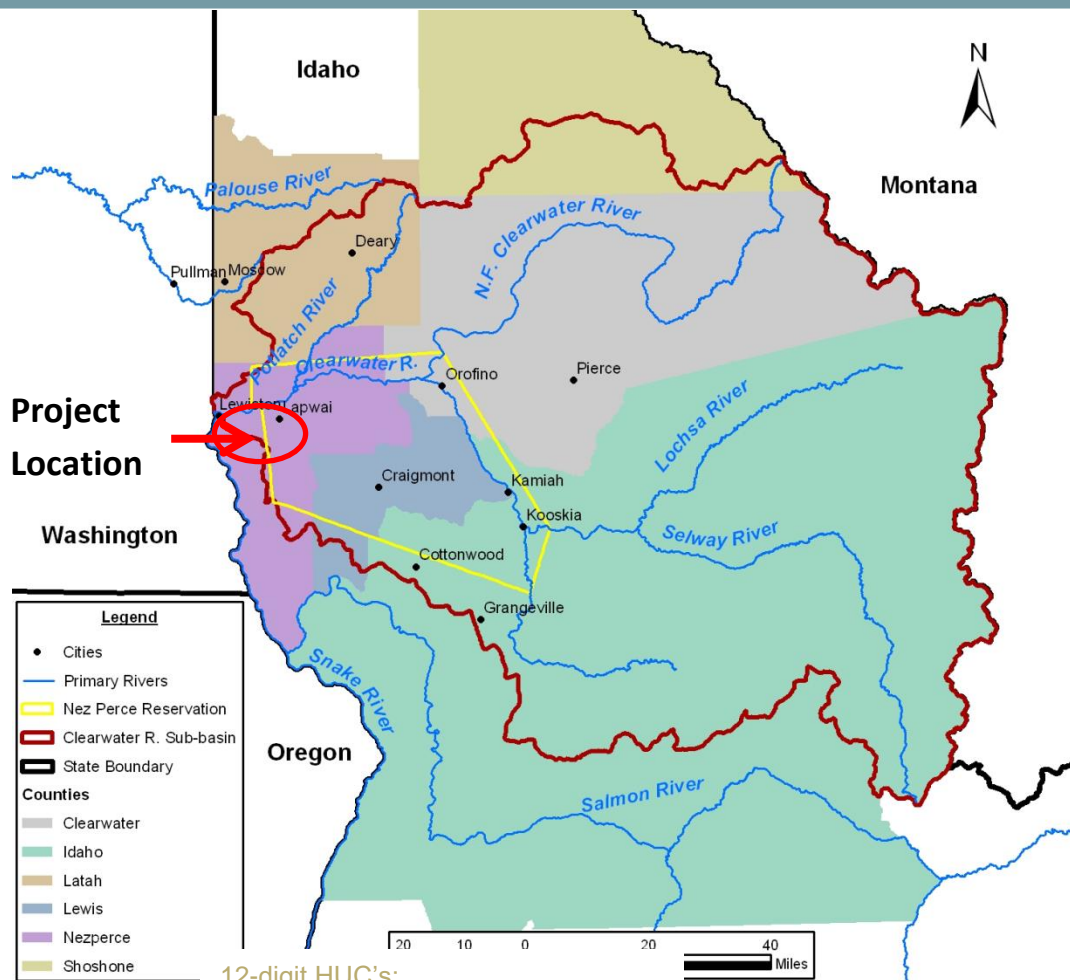 Idaho
N
Montana
Palouse River
N.F. Clearwater River
Deary
Pullman
Moscow
Potlatch River
Clearwater R.
Orofino
Pierce
Project
Location
Lewiston
Lapwai
Lochsa River
Craigmont
Kamiah
Kooskia
Selway River
Washington
Cottonwood
Grangeville
Snake River
Oregon
Salmon River
Legend
Cities
Primary Rivers
Nez Perce Reservation
Clearwater R. Sub-basin
State Boundary
Counties
Clearwater
Idaho
Latah
Lewis
Nezperce
Shoshone
20 10 0 20 40
Miles